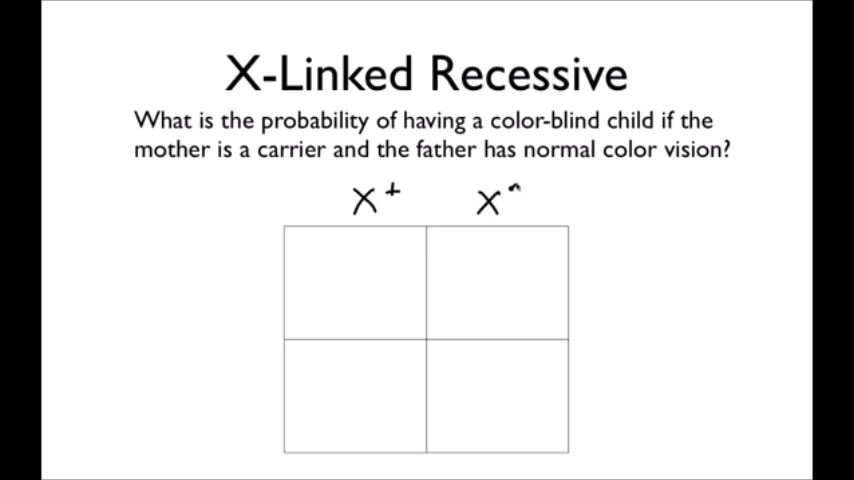 X-Linked Recessive
What is the probability of having a color-blind child if the
mother is a carrier and the father has normal color vision?
X⁺ X